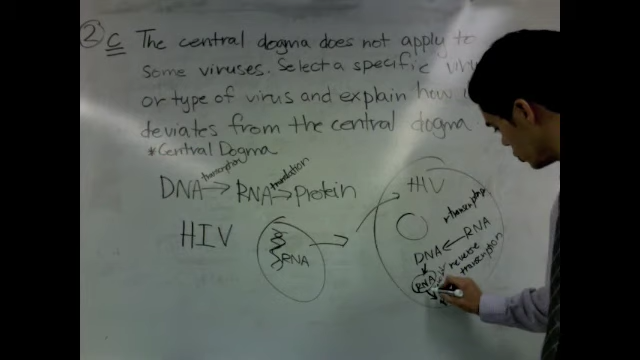 ② C The central dogma does not apply to
some viruses. Select a specific
or type of virus and explain how
deviates from the central dogma
*Central Dogma
transcription translation
DNA → RNA → Protein
HIV
RNA
HIV
RNA
DNA ←
reverse
transcription
RNA